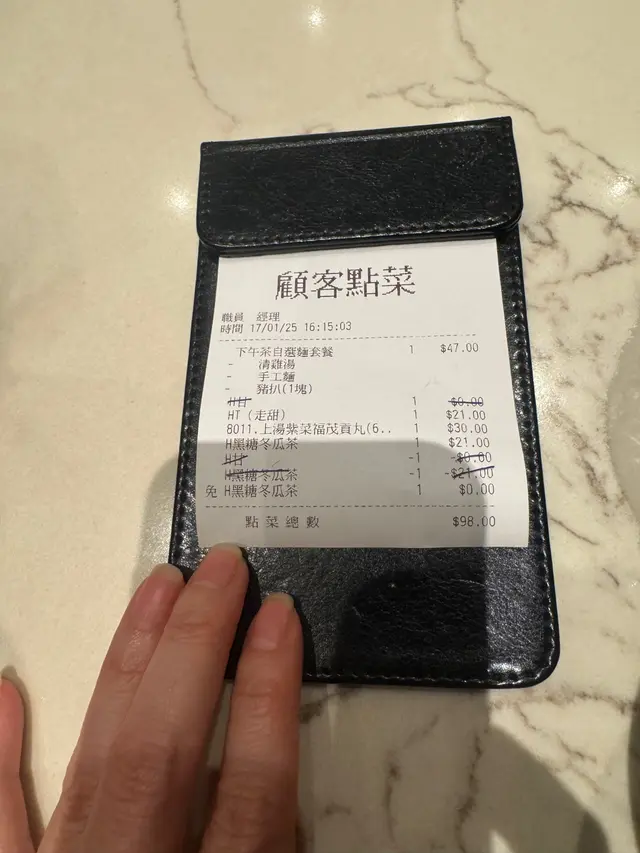 顧客點菜
職員 經理
時間 17/01/25 16:15:03
下午茶自選麵套餐 1 $47.00
- 清雞湯
- 手工麵
- 豬扒(1塊)
H甘 1 $0.00
HT (走甜) 1 $21.00
8011.上湯紫菜福茂貢丸(6.. 1 $30.00
H黑糖冬瓜茶 1 $21.00
H甘 -1 -$0.00
H黑糖冬瓜茶 -1 -$21.00
免 H黑糖冬瓜茶 1 $0.00
點菜總數 $98.00